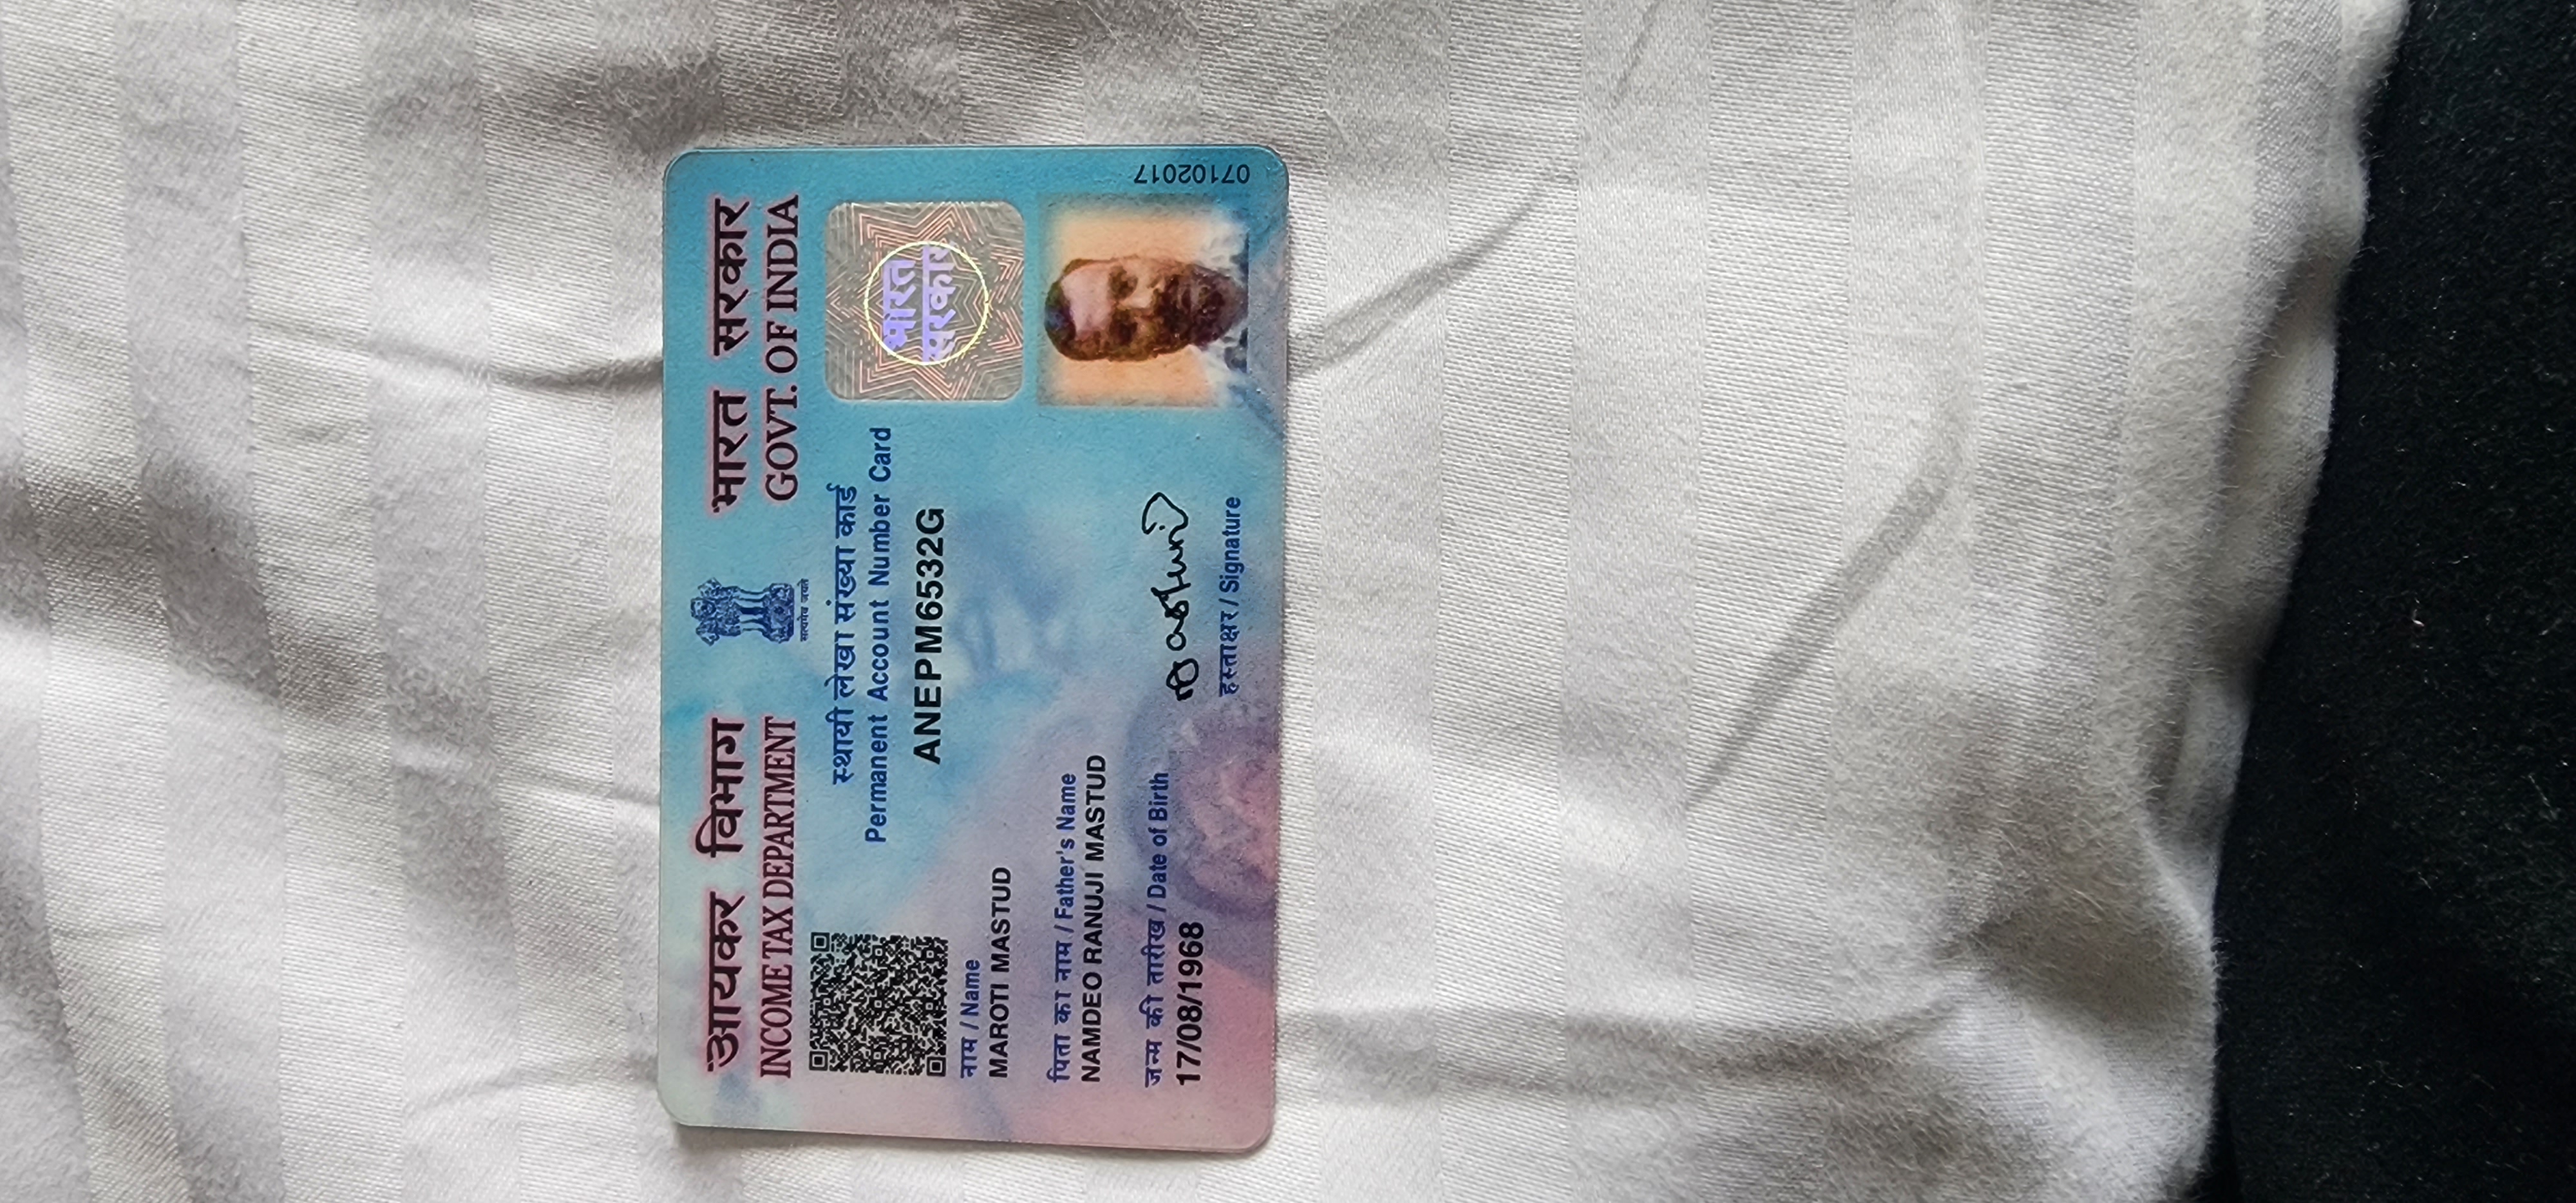 आयकर विभाग
INCOME TAX DEPARTMENT
सत्यमेव जयते
भारत सरकार
GOVT. OF INDIA
स्थायी लेखा संख्या कार्ड
Permanent Account Number Card
ANEPM6532G
भारत
सरकार
नाम / Name
MAROTI MASTUD
पिता का नाम / Father's Name
NAMDEO RANUJI MASTUD
जन्म की तारीख / Date of Birth
17/08/1968
हस्ताक्षर / Signature
07102017